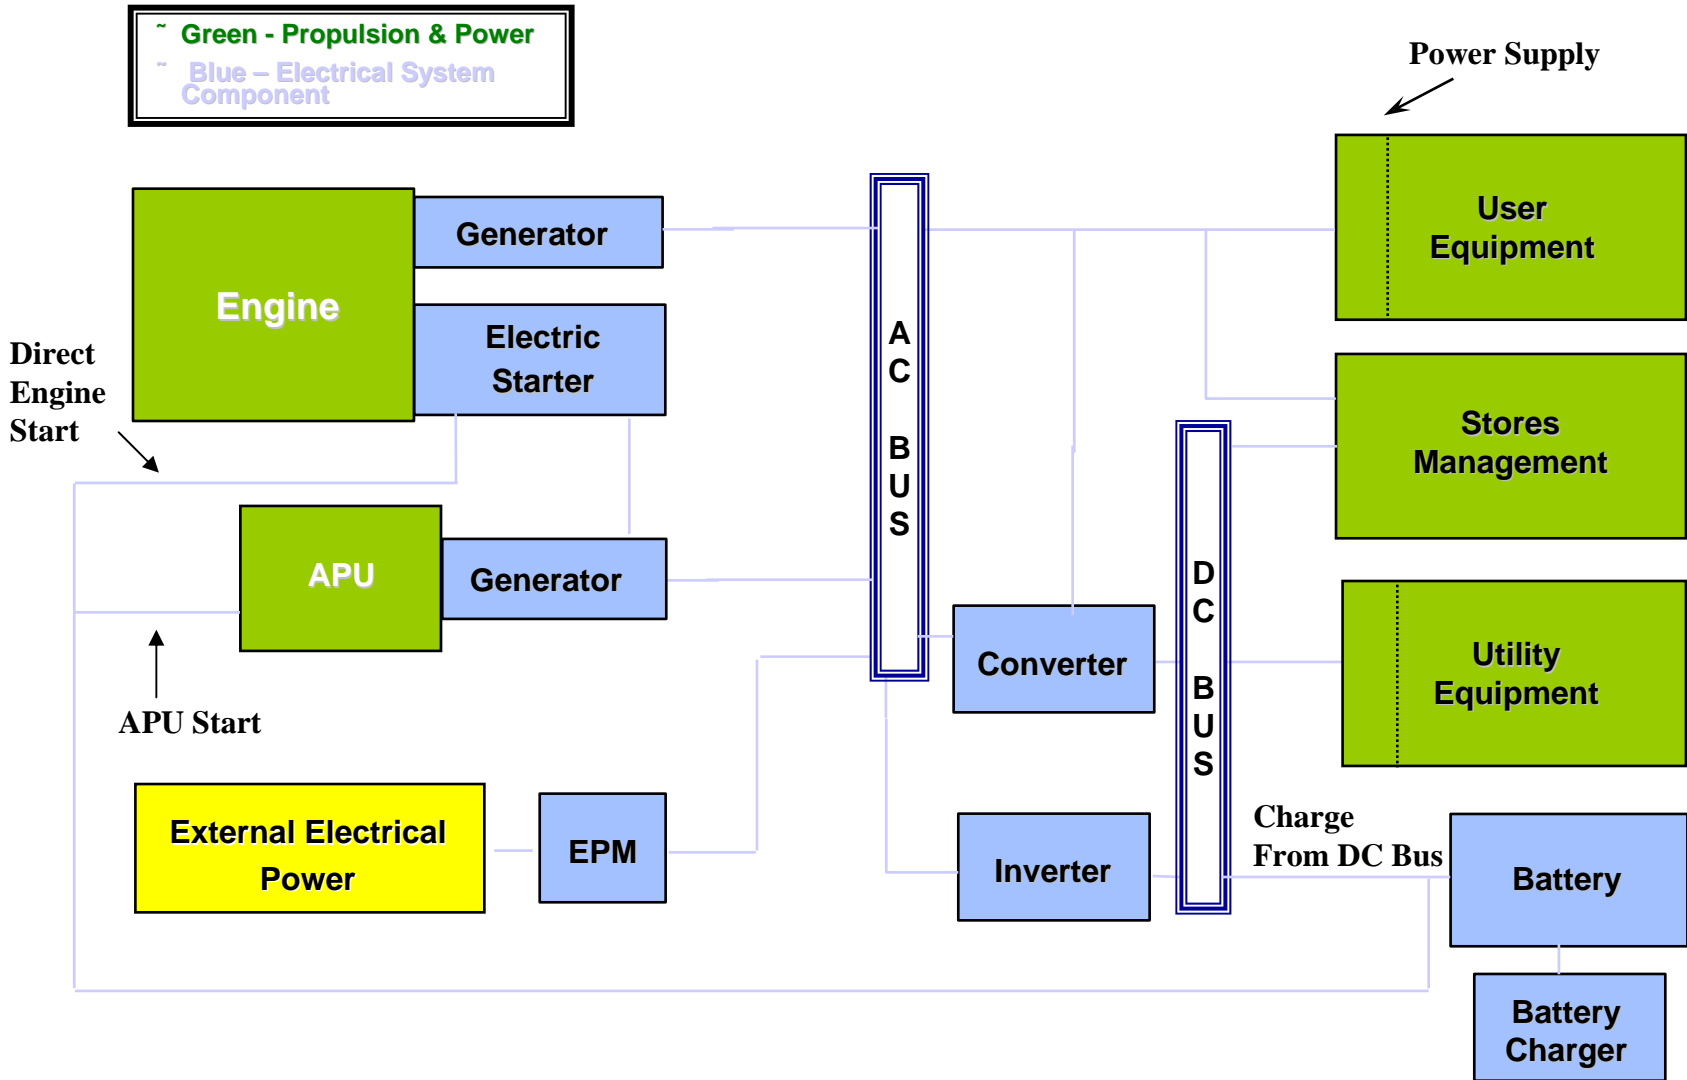 ˜ Green - Propulsion & Power
˜ Blue – Electrical System
Component
Power Supply
User
Equipment
Generator
Engine
Electric
Starter
Direct
Engine
Start
A
C
B
U
S
Stores
Management
APU
Generator
D
C
B
U
S
Converter
Utility
Equipment
APU Start
External Electrical
Power
EPM
Inverter
Charge
From DC Bus
Battery
Battery
Charger